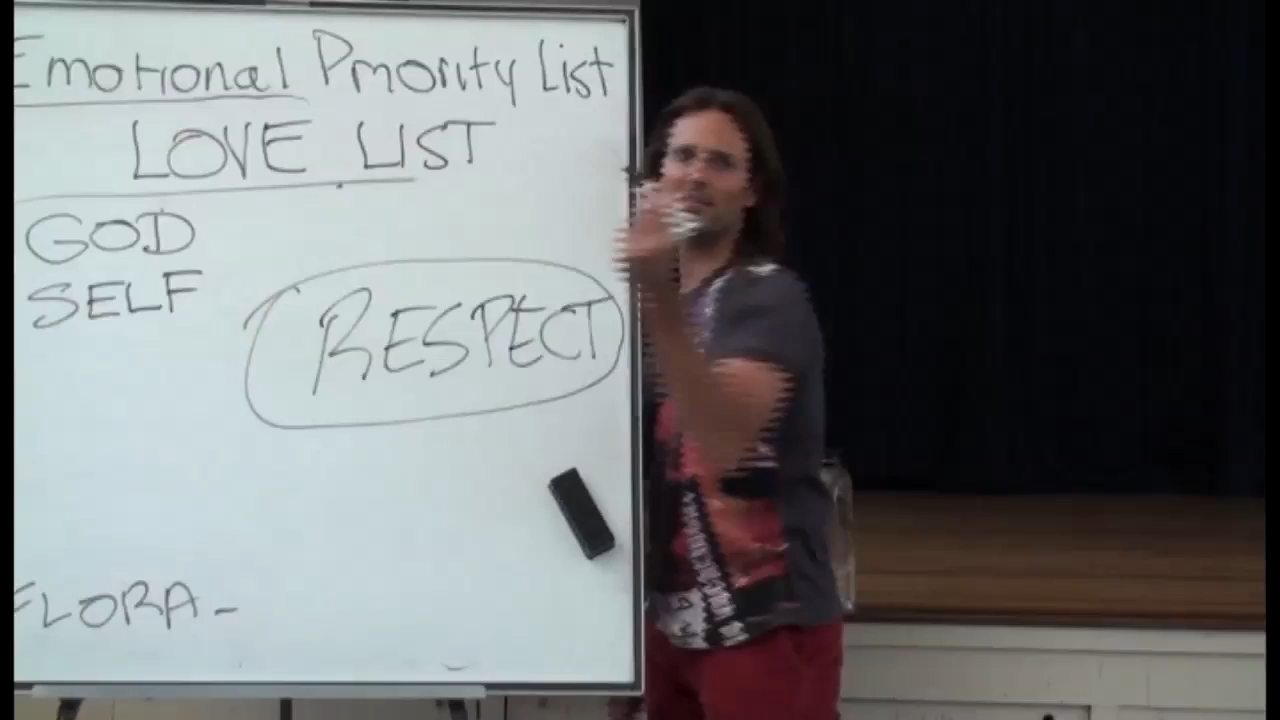 Emotional Priority List
LOVE LIST
GOD
SELF
RESPECT
FLORA -